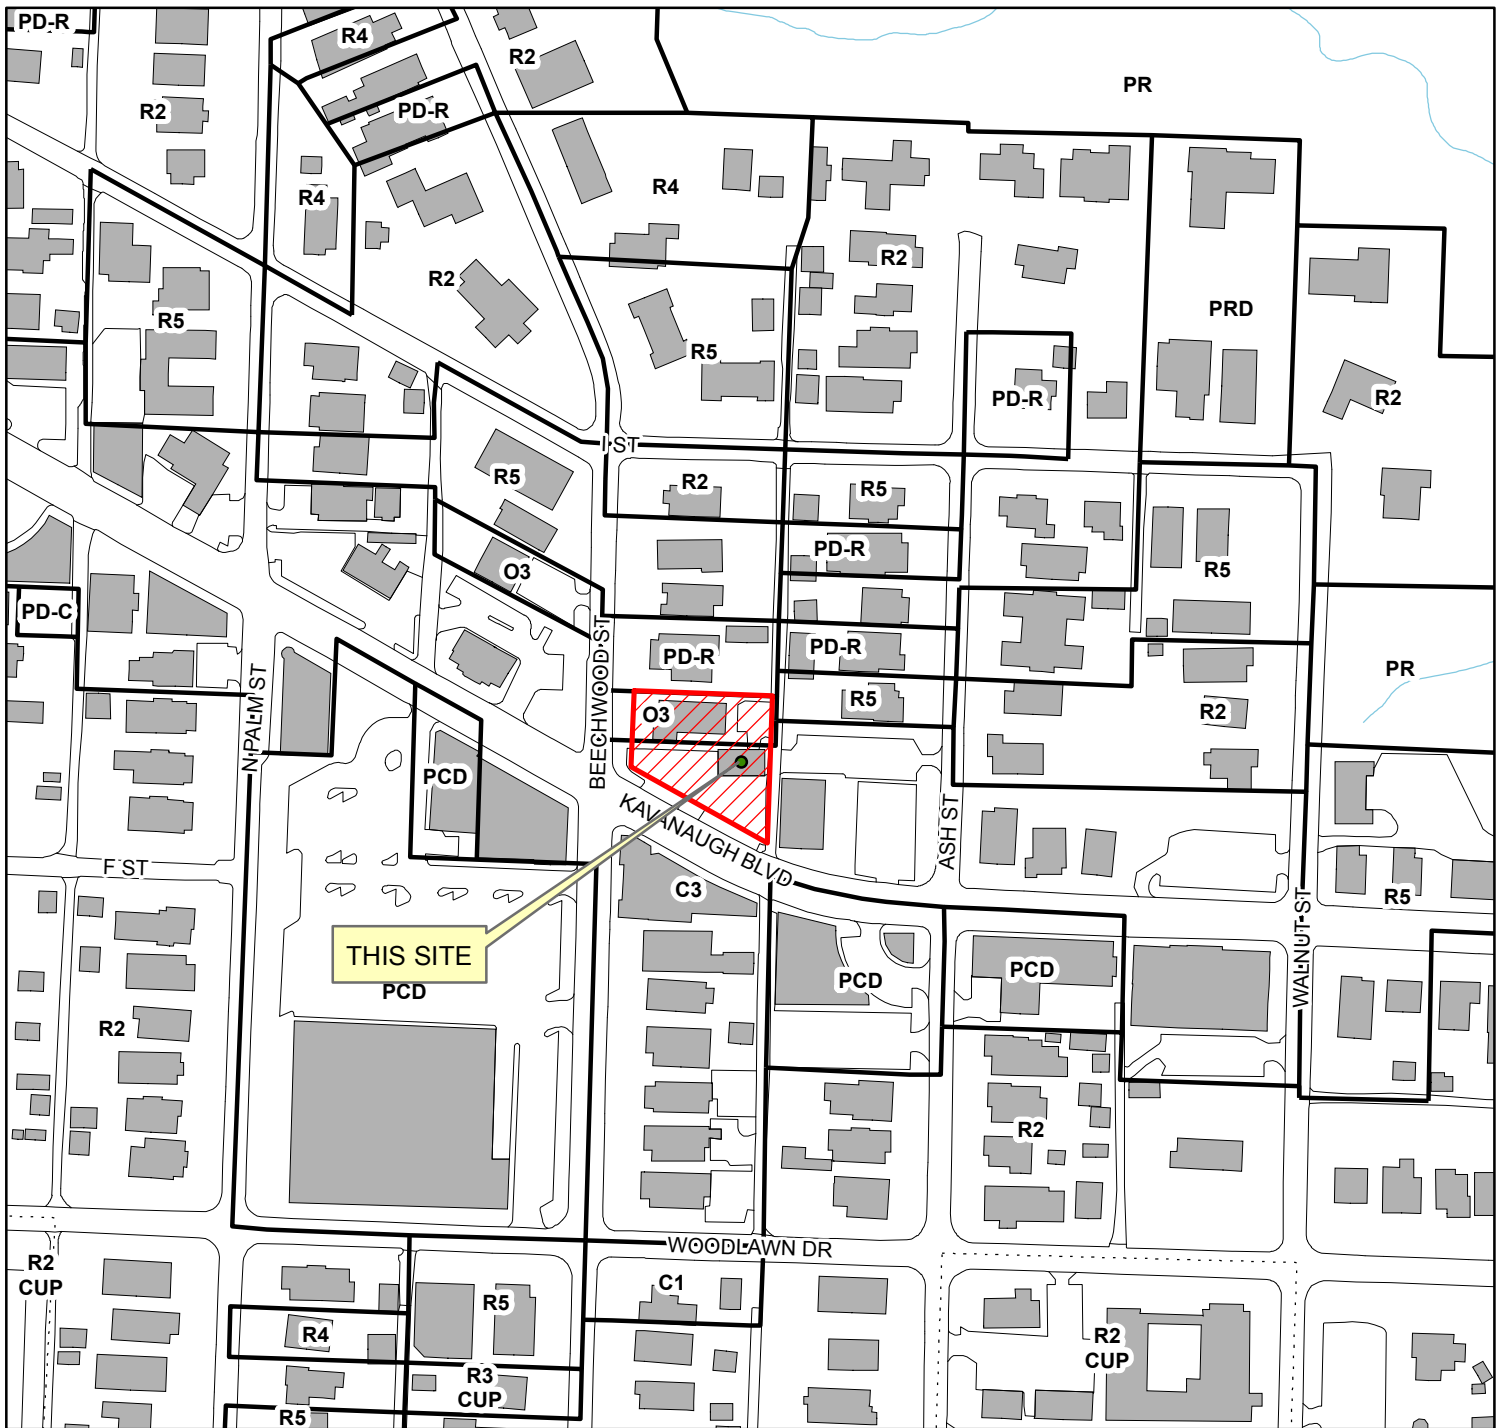 PD-R
R4
R2
PR
R2
PD-R
R4
R4
R2
R2
PRD
R5
R5
PD-R
R2
I ST
R5
R2
R5
PD-R
O3
R5
PD-C
BEECHWOOD ST
PD-R
PD-R
PR
N PALM ST
O3
R5
R2
PCD
KAVANAUGH BLVD
ASH ST
F ST
C3
R5
THIS SITE
WALNUT ST
PCD
PCD
PCD
R2
R2
WOODLAWN DR
R2
CUP
C1
R5
R4
R2
CUP
R3
CUP
R5